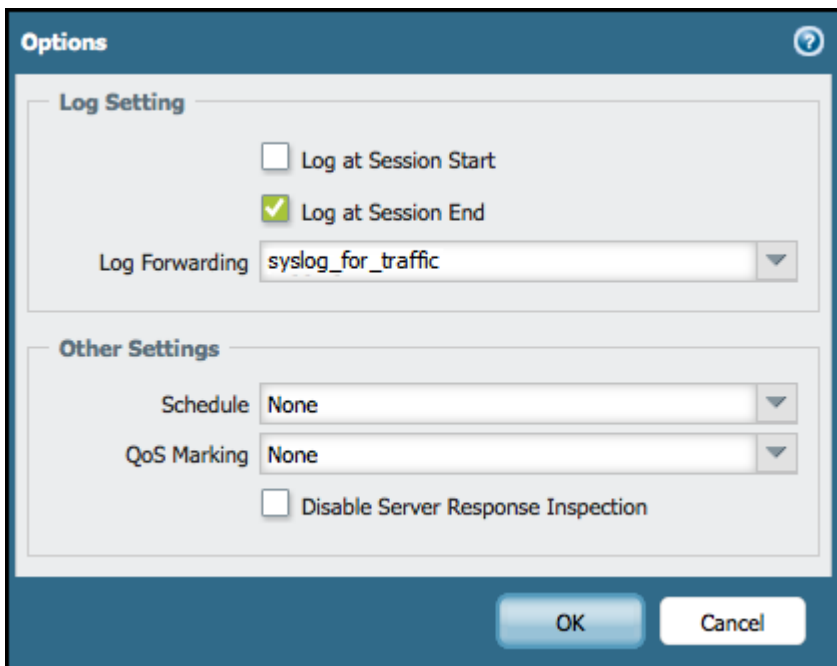 Options
Log Setting
Log at Session Start
Log at Session End
Log Forwarding syslog_for_traffic
Other Settings
Schedule None
QoS Marking None
Disable Server Response Inspection
OK Cancel